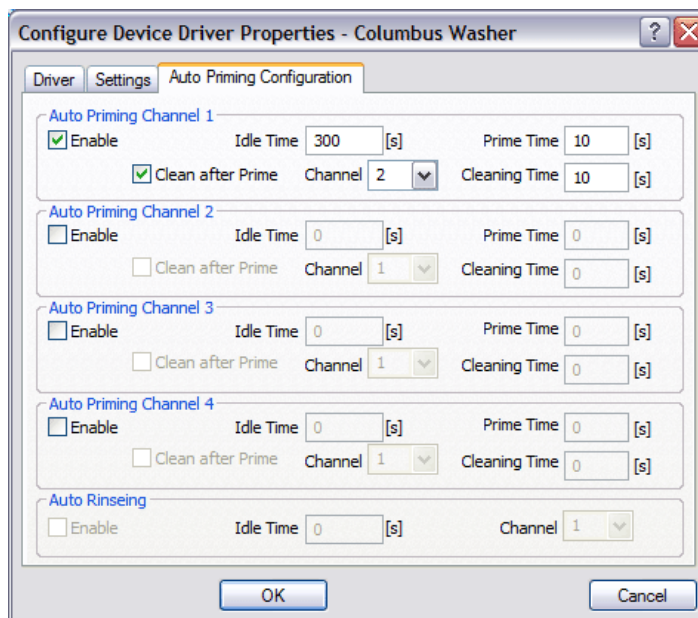 Configure Device Driver Properties - Columbus Washer
Driver Settings Auto Priming Configuration
Auto Priming Channel 1
Enable Idle Time 300 [s] Prime Time 10 [s]
Clean after Prime Channel 2 Cleaning Time 10 [s]
Auto Priming Channel 2
Enable Idle Time 0 [s] Prime Time 0 [s]
Clean after Prime Channel 1 Cleaning Time 0 [s]
Auto Priming Channel 3
Enable Idle Time 0 [s] Prime Time 0 [s]
Clean after Prime Channel 1 Cleaning Time 0 [s]
Auto Priming Channel 4
Enable Idle Time 0 [s] Prime Time 0 [s]
Clean after Prime Channel 1 Cleaning Time 0 [s]
Auto Rinseing
Enable Idle Time 0 [s] Channel 1
OK Cancel